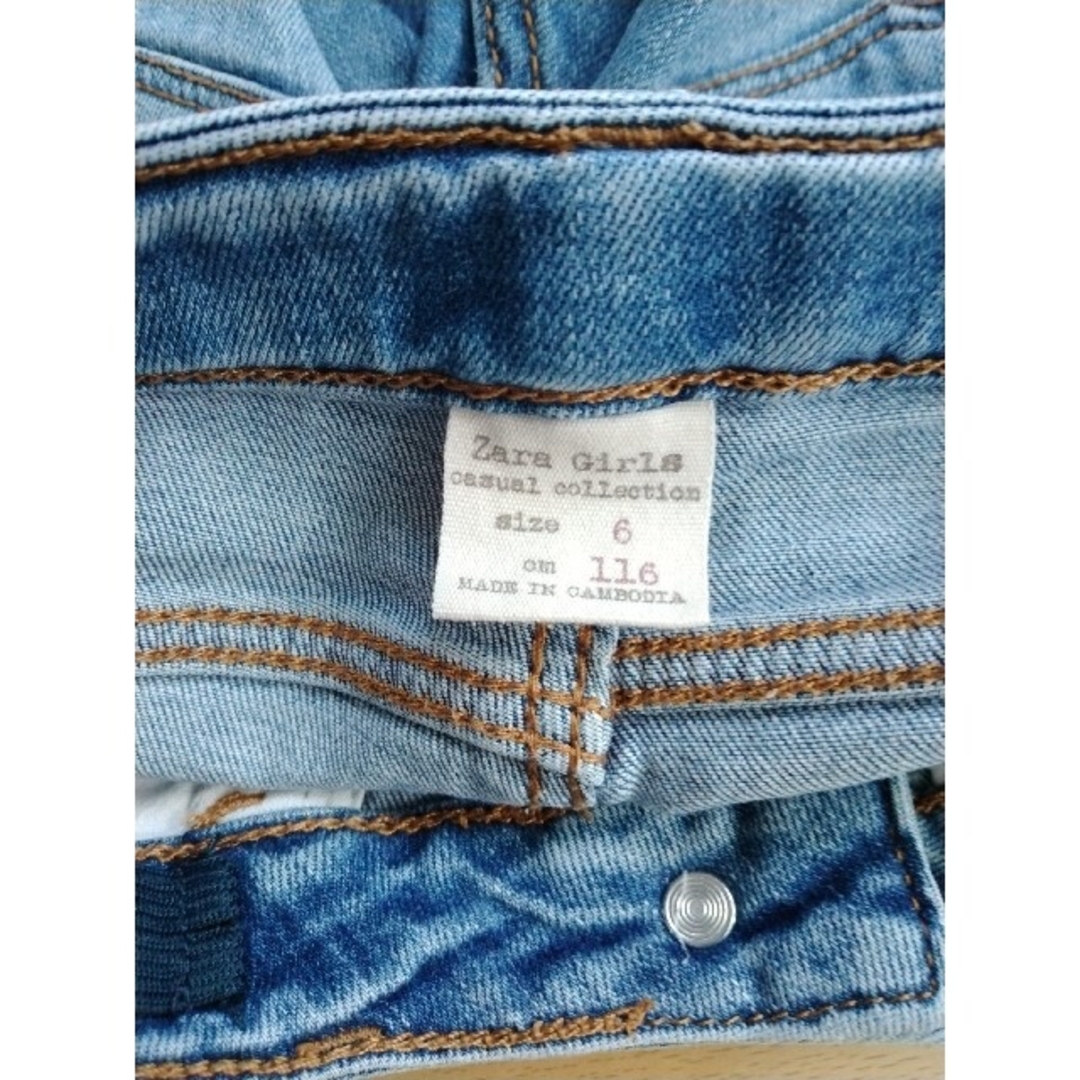 Zara Girls
casual collection
size 6
cm 116
MADE IN CAMBODIA